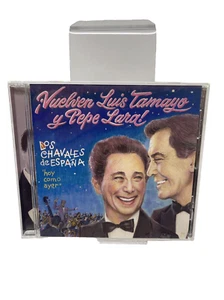 ¡Vuelven Luis Tamayo
y Pepe Lara!
LOS
CHAVALES
de ESPAÑA
"hoy como
ayer"